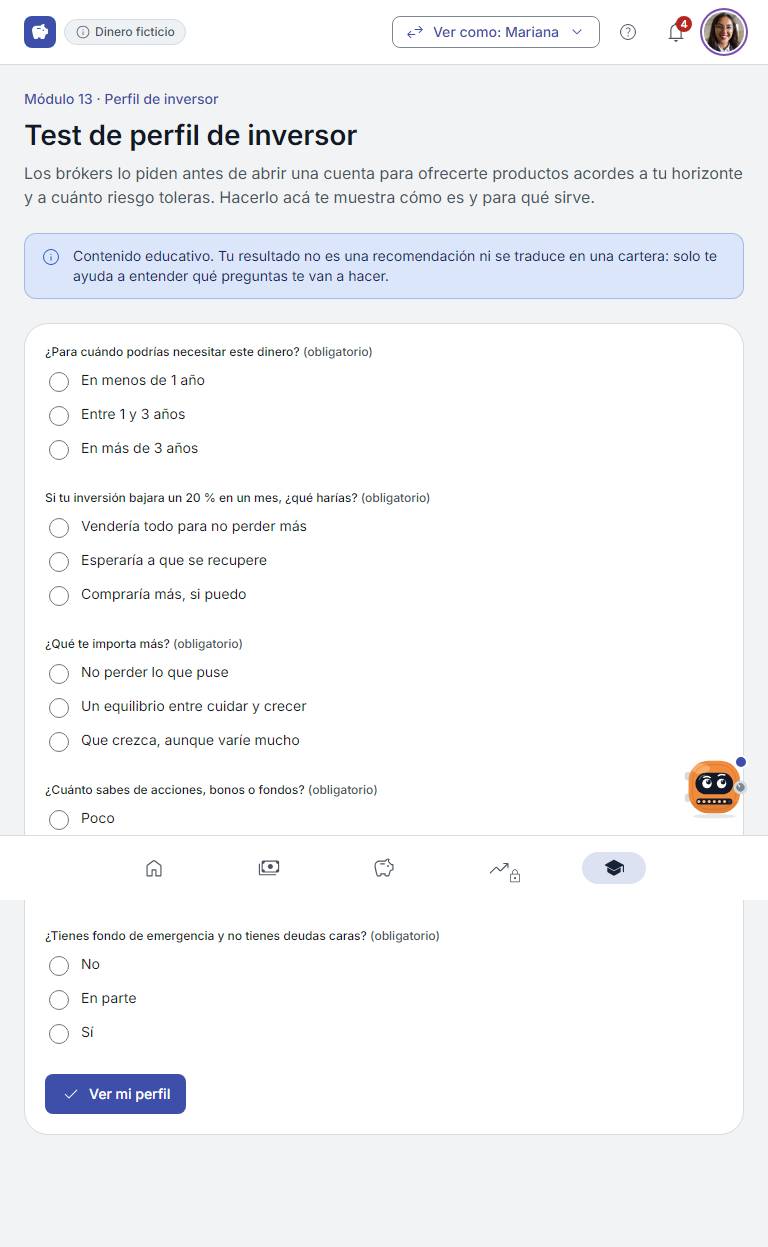 Dinero ficticio
Ver como: Mariana
4
Módulo 13 · Perfil de inversor
Test de perfil de inversor
Los brókers lo piden antes de abrir una cuenta para ofrecerte productos acordes a tu horizonte
y a cuánto riesgo toleras. Hacerlo acá te muestra cómo es y para qué sirve.
Contenido educativo. Tu resultado no es una recomendación ni se traduce en una cartera: solo te
ayuda a entender qué preguntas te van a hacer.
¿Para cuándo podrías necesitar este dinero? (obligatorio)
En menos de 1 año
Entre 1 y 3 años
En más de 3 años
Si tu inversión bajara un 20 % en un mes, ¿qué harías? (obligatorio)
Vendería todo para no perder más
Esperaría a que se recupere
Compraría más, si puedo
¿Qué te importa más? (obligatorio)
No perder lo que puse
Un equilibrio entre cuidar y crecer
Que crezca, aunque varíe mucho
¿Cuánto sabes de acciones, bonos o fondos? (obligatorio)
Poco
¿Tienes fondo de emergencia y no tienes deudas caras? (obligatorio)
No
En parte
Sí
Ver mi perfil